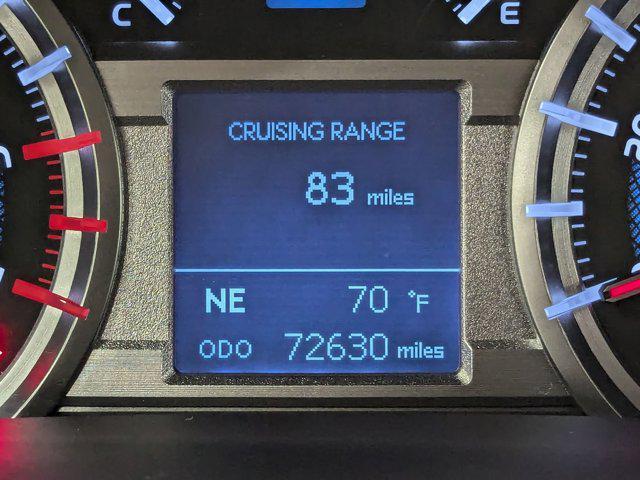 C
E
CRUISING RANGE
83 miles
NE 70 °F
ODO 72630 miles